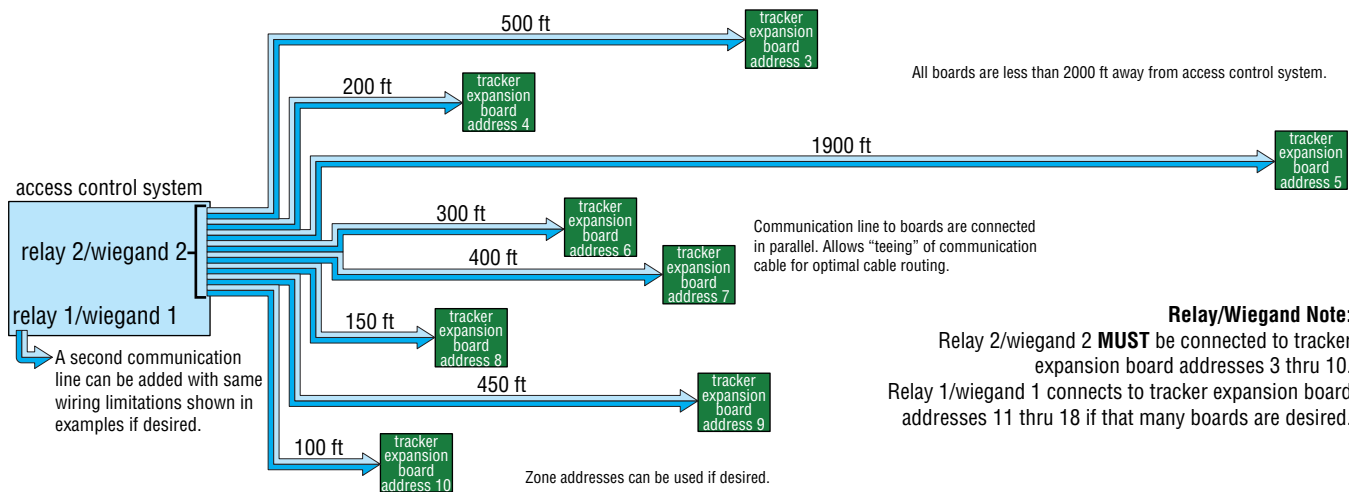 500 ft
tracker
expansion
board
address 3
All boards are less than 2000 ft away from access control system.
200 ft
tracker
expansion
board
address 4
1900 ft
tracker
expansion
board
address 5
access control system
relay 2/wiegand 2
relay 1/wiegand 1
300 ft
tracker
expansion
board
address 6
Communication line to boards are connected
in parallel. Allows “teeing” of communication
cable for optimal cable routing.
400 ft
tracker
expansion
board
address 7
150 ft
tracker
expansion
board
address 8
Relay/Wiegand Note:
Relay 2/wiegand 2 MUST be connected to tracker
expansion board addresses 3 thru 10.
Relay 1/wiegand 1 connects to tracker expansion board
addresses 11 thru 18 if that many boards are desired.
A second communication
line can be added with same
wiring limitations shown in
examples if desired.
450 ft
tracker
expansion
board
address 9
100 ft
tracker
expansion
board
address 10
Zone addresses can be used if desired.